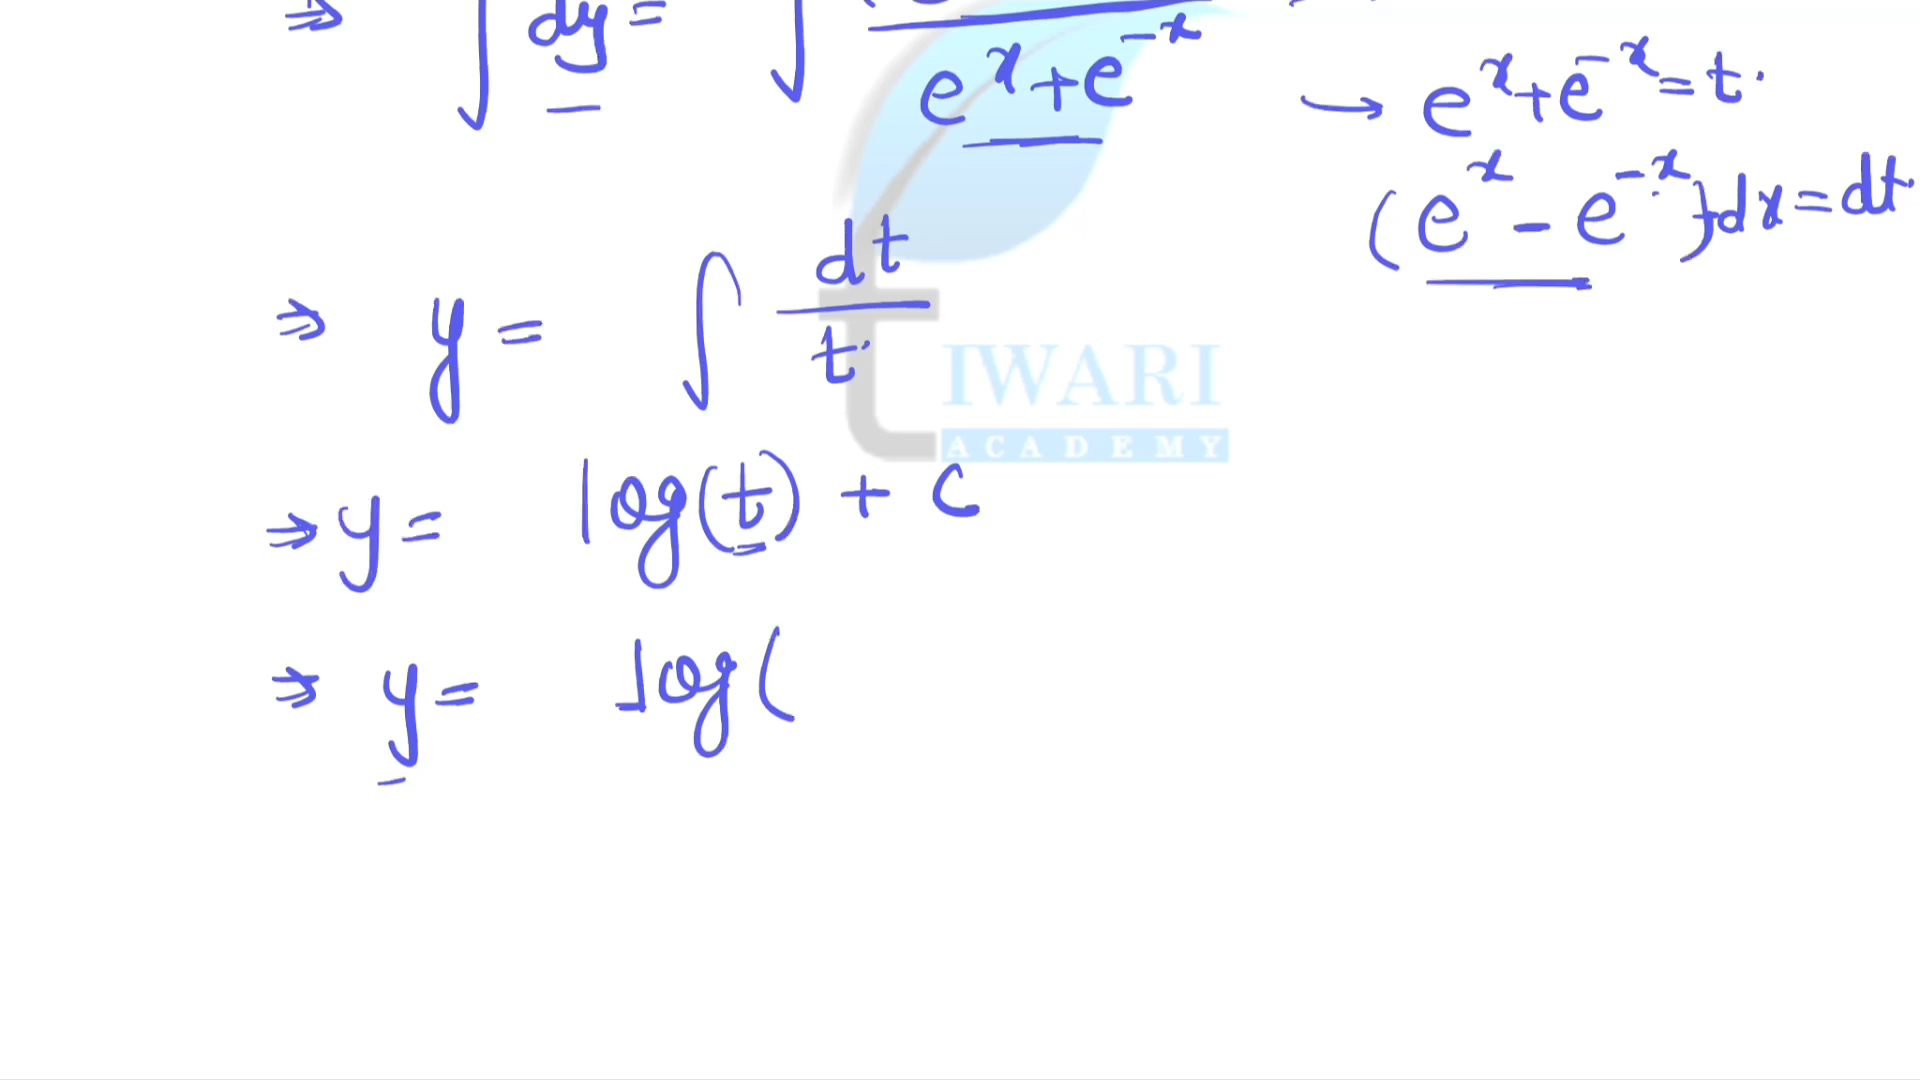 ⇒ ∫ dy = ∫ / e^x + e^-x → e^x + e^-x = t.
(e^x - e^-x) dx = dt.
⇒ y = ∫ dt / t.
t IWARI
ACADEMY
⇒ y = log(t) + c
⇒ y = log(